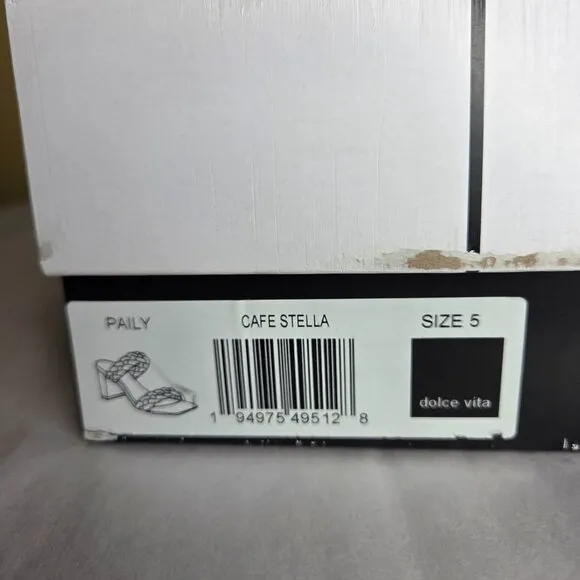 PAILY CAFE STELLA SIZE 5
dolce vita
1 94975 49512 8